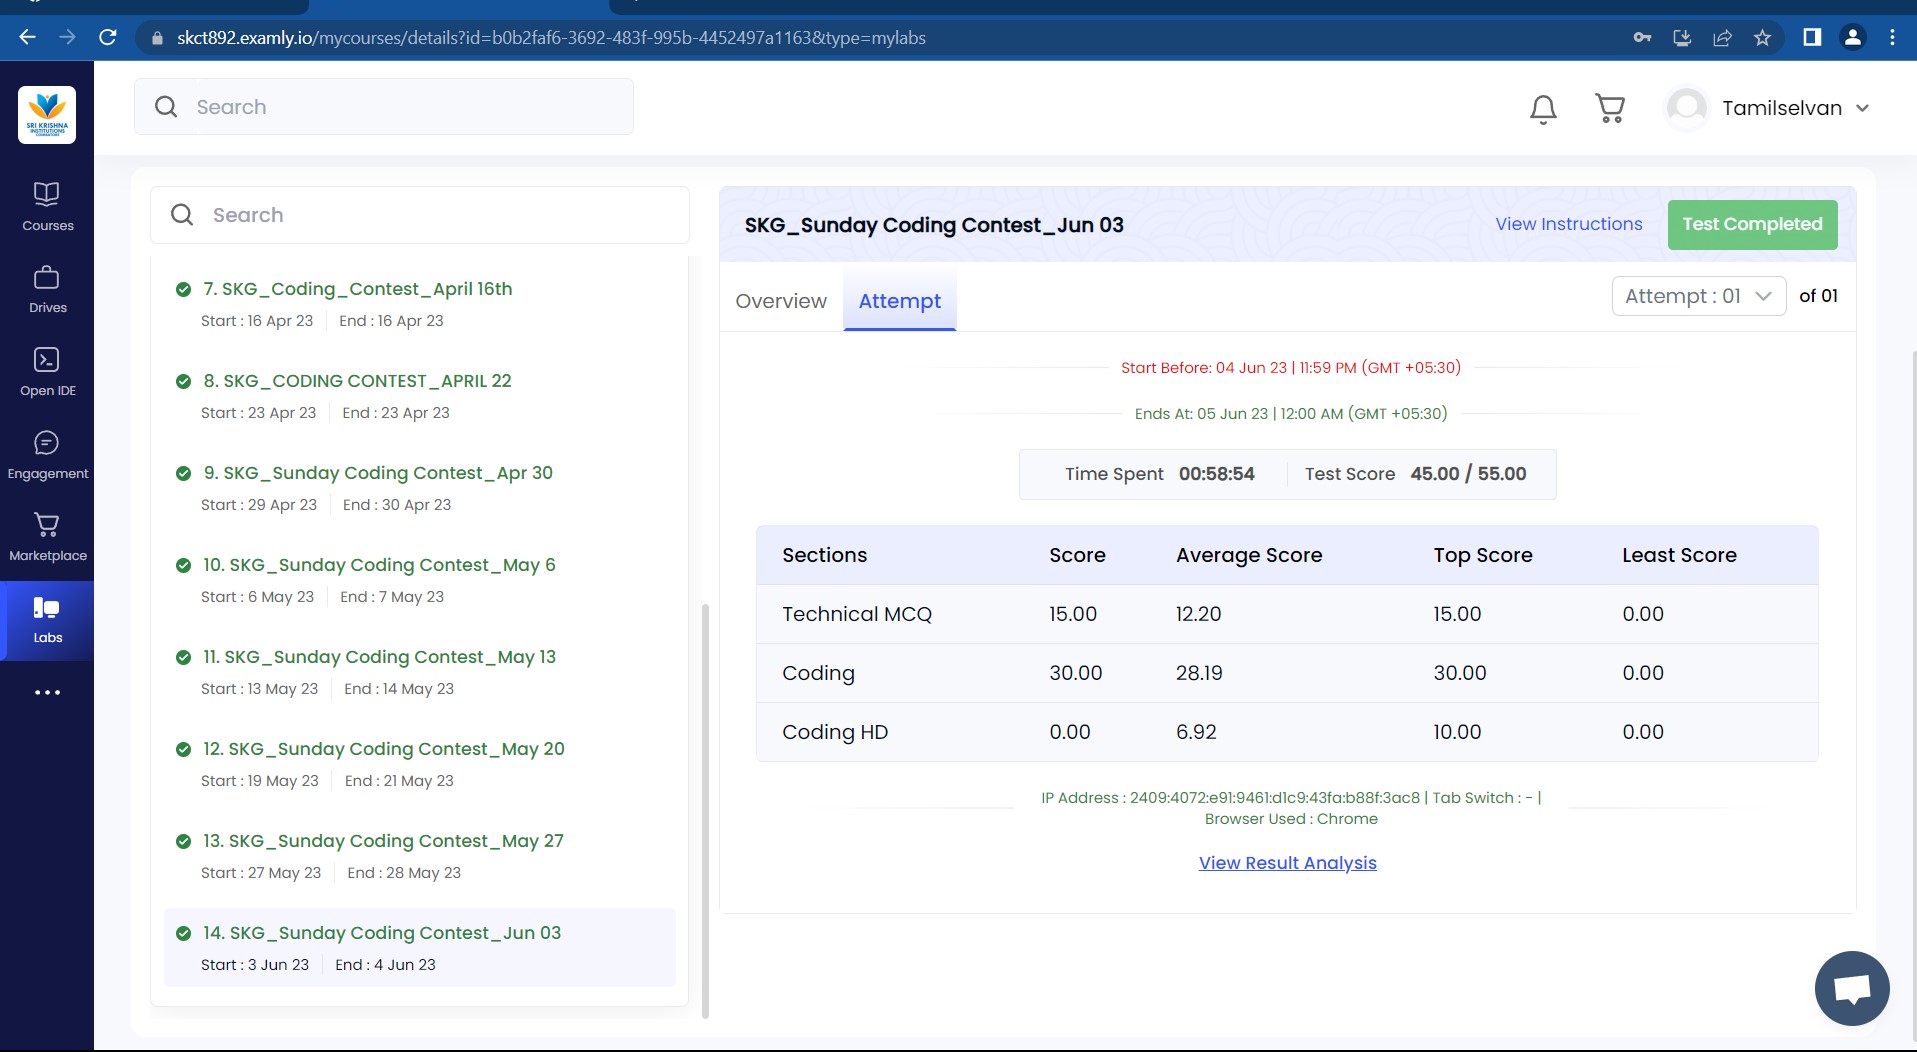 skct892.examly.io/mycourses/details?id=b0b2faf6-3692-483f-995b-4452497a1163&type=mylabs
SRI KRISHNA
INSTITUTIONS
Search
Tamilselvan
Courses
Drives
Open IDE
Engagement
Marketplace
Labs
Search
7. SKG_Coding_Contest_April 16th
Start : 16 Apr 23 End : 16 Apr 23
8. SKG_CODING CONTEST_APRIL 22
Start : 23 Apr 23 End : 23 Apr 23
9. SKG_Sunday Coding Contest_Apr 30
Start : 29 Apr 23 End : 30 Apr 23
10. SKG_Sunday Coding Contest_May 6
Start : 6 May 23 End : 7 May 23
11. SKG_Sunday Coding Contest_May 13
Start : 13 May 23 End : 14 May 23
12. SKG_Sunday Coding Contest_May 20
Start : 19 May 23 End : 21 May 23
13. SKG_Sunday Coding Contest_May 27
Start : 27 May 23 End : 28 May 23
14. SKG_Sunday Coding Contest_Jun 03
Start : 3 Jun 23 End : 4 Jun 23
SKG_Sunday Coding Contest_Jun 03 View Instructions Test Completed
Overview Attempt Attempt : 01 of 01
Start Before: 04 Jun 23 | 11:59 PM (GMT +05:30)
Ends At: 05 Jun 23 | 12:00 AM (GMT +05:30)
Time Spent 00:58:54 Test Score 45.00 / 55.00
Sections Score Average Score Top Score Least Score
Technical MCQ 15.00 12.20 15.00 0.00
Coding 30.00 28.19 30.00 0.00
Coding HD 0.00 6.92 10.00 0.00
IP Address : 2409:4072:e91:9461:d1c9:43fa:b88f:3ac8 | Tab Switch : - |
Browser Used : Chrome
View Result Analysis